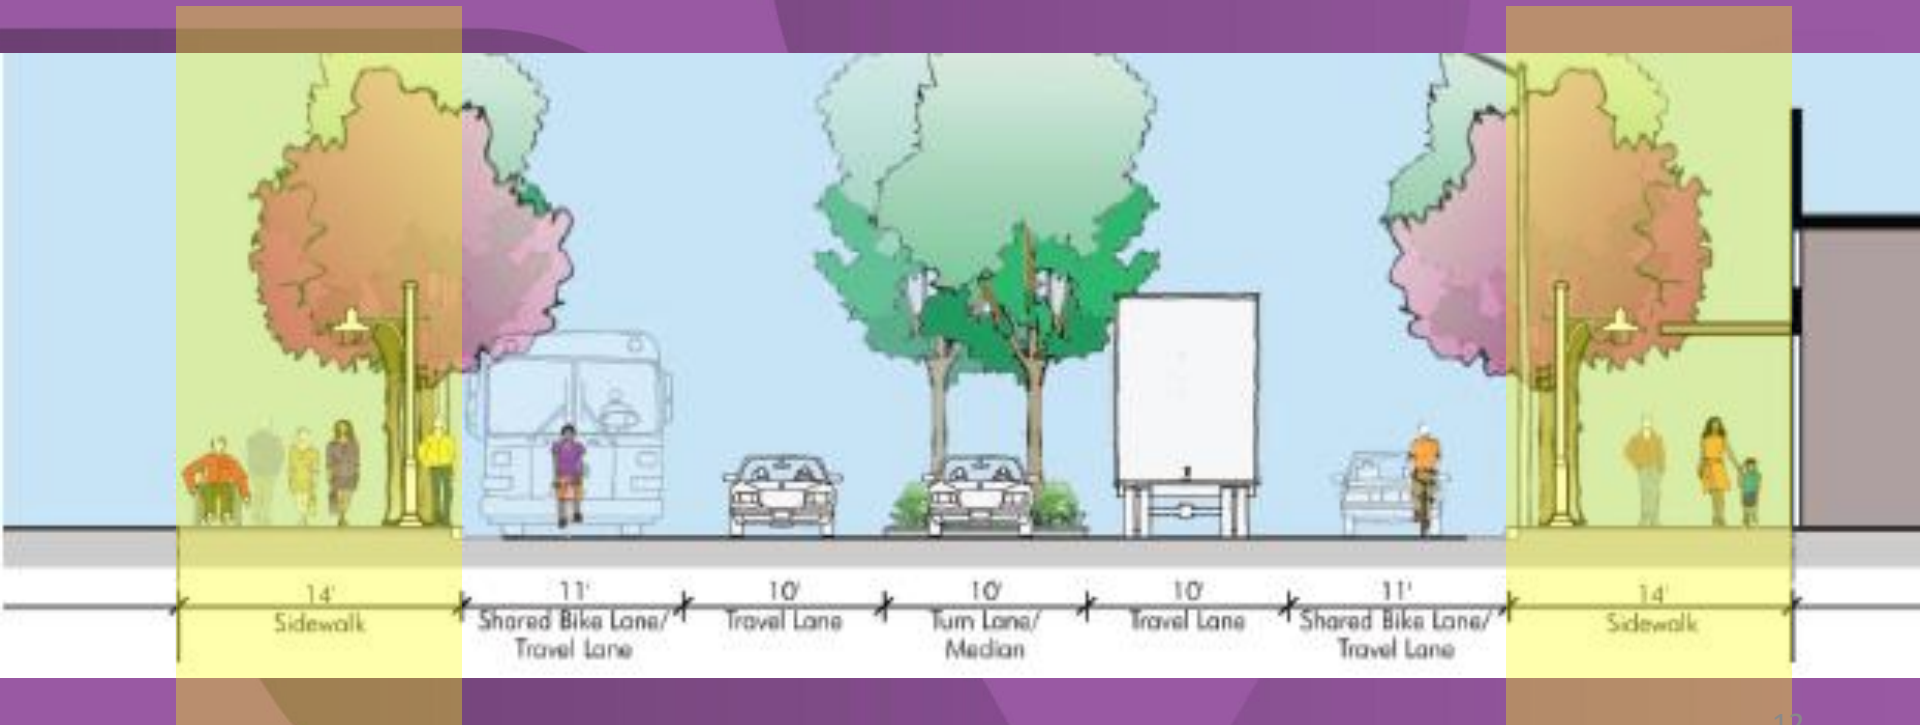 14'
Sidewalk
11'
Shared Bike Lane/
Travel Lane
10'
Travel Lane
10'
Turn Lane/
Median
10'
Travel Lane
11'
Shared Bike Lane/
Travel Lane
14'
Sidewalk